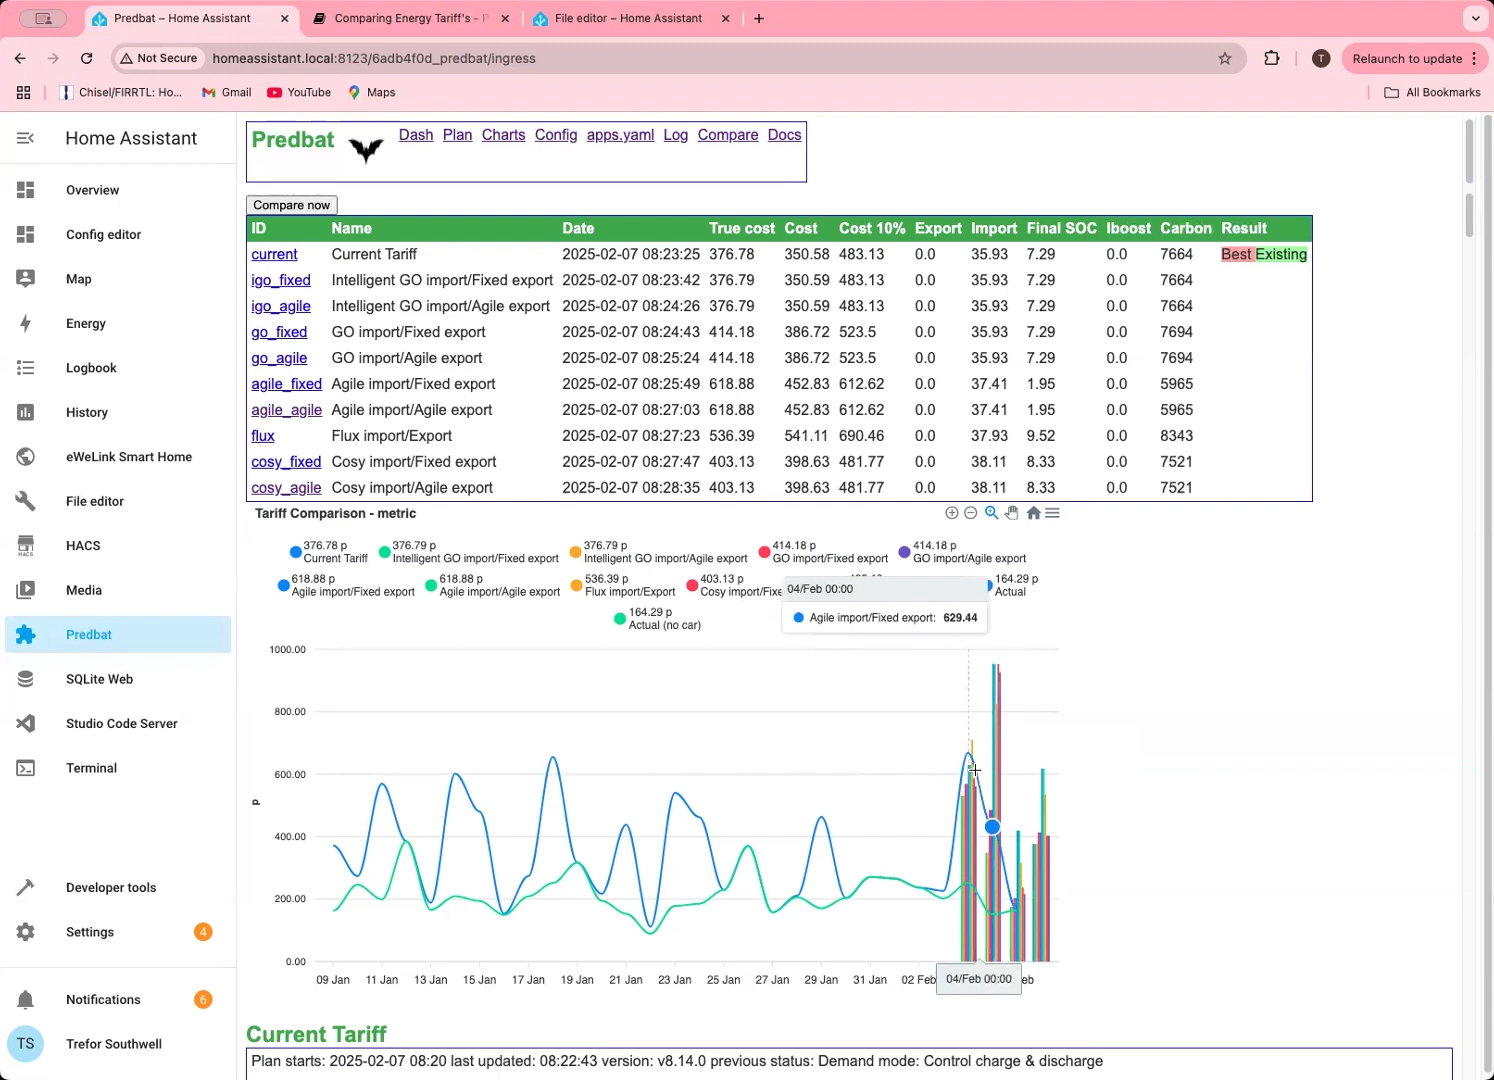 Predbat – Home Assistant
Comparing Energy Tariff's -
File editor – Home Assistant
Not Secure
homeassistant.local:8123/6adb4f0d_predbat/ingress
T
Relaunch to update
Chisel/FIRRTL: Ho...
Gmail
YouTube
Maps
All Bookmarks
Home Assistant
Overview
Config editor
Map
Energy
Logbook
History
eWeLink Smart Home
File editor
HACS
HACS
Media
Predbat
SQLite Web
Studio Code Server
Terminal
Developer tools
Settings 4
Notifications 6
TS Trefor Southwell
Predbat Dash Plan Charts Config apps.yaml Log Compare Docs
Compare now
ID Name Date True cost Cost Cost 10% Export Import Final SOC Iboost Carbon Result
current Current Tariff 2025-02-07 08:23:25 376.78 350.58 483.13 0.0 35.93 7.29 0.0 7664 Best Existing
igo_fixed Intelligent GO import/Fixed export 2025-02-07 08:23:42 376.79 350.59 483.13 0.0 35.93 7.29 0.0 7664
igo_agile Intelligent GO import/Agile export 2025-02-07 08:24:26 376.79 350.59 483.13 0.0 35.93 7.29 0.0 7664
go_fixed GO import/Fixed export 2025-02-07 08:24:43 414.18 386.72 523.5 0.0 35.93 7.29 0.0 7694
go_agile GO import/Agile export 2025-02-07 08:25:24 414.18 386.72 523.5 0.0 35.93 7.29 0.0 7694
agile_fixed Agile import/Fixed export 2025-02-07 08:25:49 618.88 452.83 612.62 0.0 37.41 1.95 0.0 5965
agile_agile Agile import/Agile export 2025-02-07 08:27:03 618.88 452.83 612.62 0.0 37.41 1.95 0.0 5965
flux Flux import/Export 2025-02-07 08:27:23 536.39 541.11 690.46 0.0 37.93 9.52 0.0 8343
cosy_fixed Cosy import/Fixed export 2025-02-07 08:27:47 403.13 398.63 481.77 0.0 38.11 8.33 0.0 7521
cosy_agile Cosy import/Agile export 2025-02-07 08:28:35 403.13 398.63 481.77 0.0 38.11 8.33 0.0 7521
Tariff Comparison - metric
376.78 p 376.79 p 376.79 p 414.18 p 414.18 p
Current Tariff Intelligent GO import/Fixed export Intelligent GO import/Agile export GO import/Fixed export GO import/Agile export
618.88 p 618.88 p 536.39 p 403.13 p 164.29 p
Agile import/Fixed export Agile import/Agile export Flux import/Export Cosy import/Fixe Actual
164.29 p
Actual (no car)
04/Feb 00:00
Agile import/Fixed export: 629.44
1000.00
800.00
600.00
400.00
200.00
0.00
p
09 Jan 11 Jan 13 Jan 15 Jan 17 Jan 19 Jan 21 Jan 23 Jan 25 Jan 27 Jan 29 Jan 31 Jan 02 Feb 04/Feb 00:00 eb
Current Tariff
Plan starts: 2025-02-07 08:20 last updated: 08:22:43 version: v8.14.0 previous status: Demand mode: Control charge & discharge